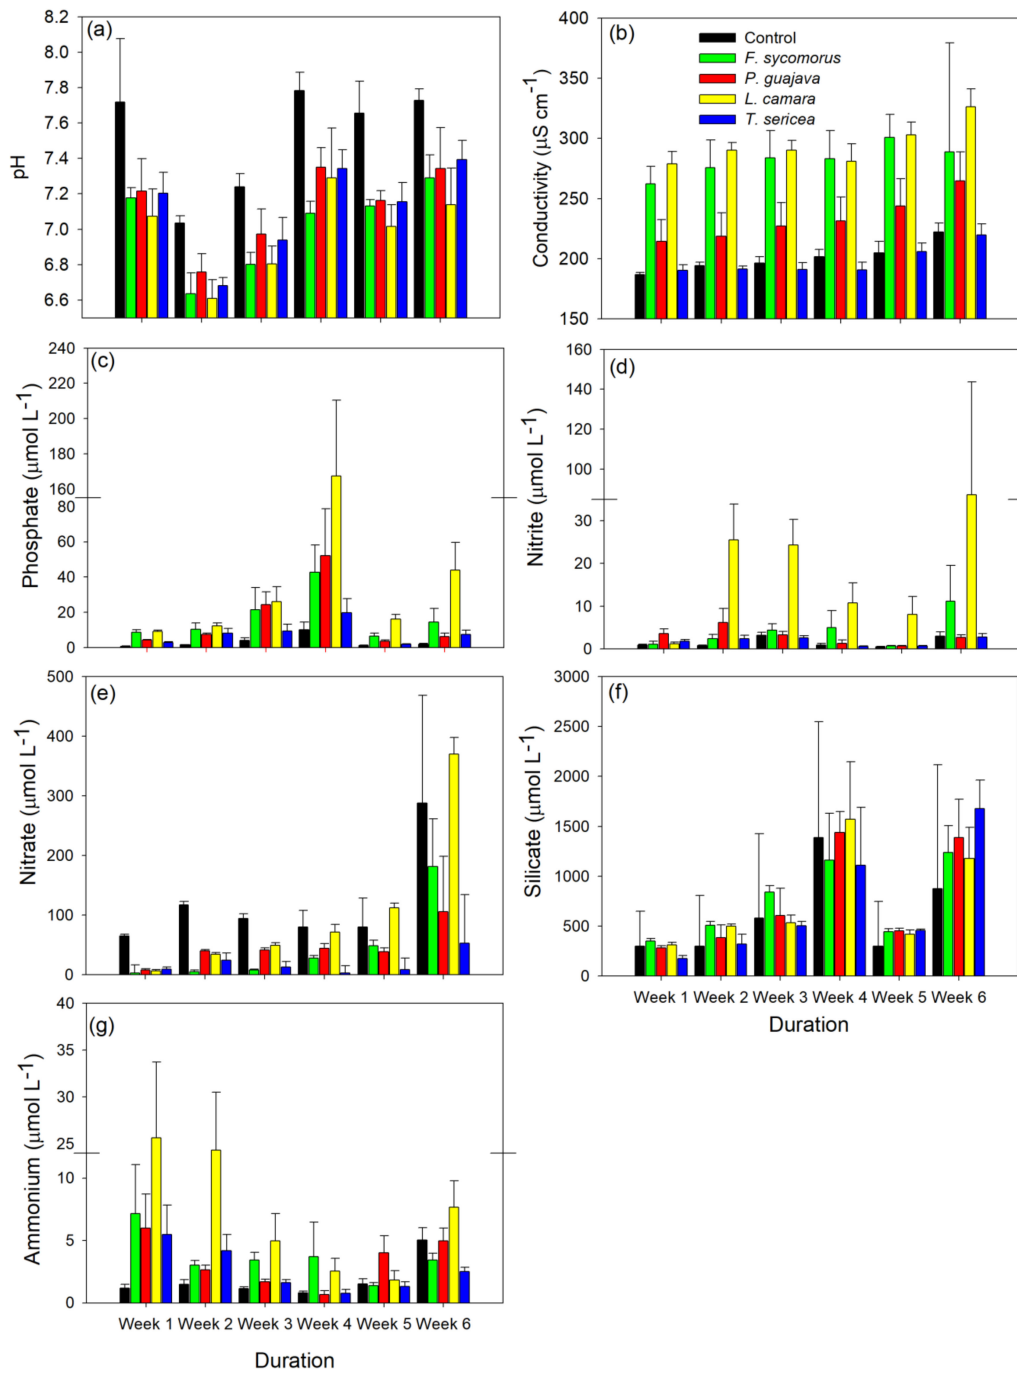 (a)
pH
8.2
8.0
7.8
7.6
7.4
7.2
7.0
6.8
6.6
(b)
Conductivity (µS cm⁻¹)
400
350
300
250
200
150
Control
F. sycomorus
P. guajava
L. camara
T. sericea
(c)
Phosphate (µmol L⁻¹)
240
220
200
180
160
80
60
40
20
0
(d)
Nitrite (µmol L⁻¹)
160
140
120
100
80
30
20
10
0
(e)
Nitrate (µmol L⁻¹)
500
400
300
200
100
0
(f)
Silicate (µmol L⁻¹)
3000
2500
2000
1500
1000
500
0
Week 1 Week 2 Week 3 Week 4 Week 5 Week 6
Duration
(g)
Ammonium (µmol L⁻¹)
40
35
30
25
10
5
0
Week 1 Week 2 Week 3 Week 4 Week 5 Week 6
Duration